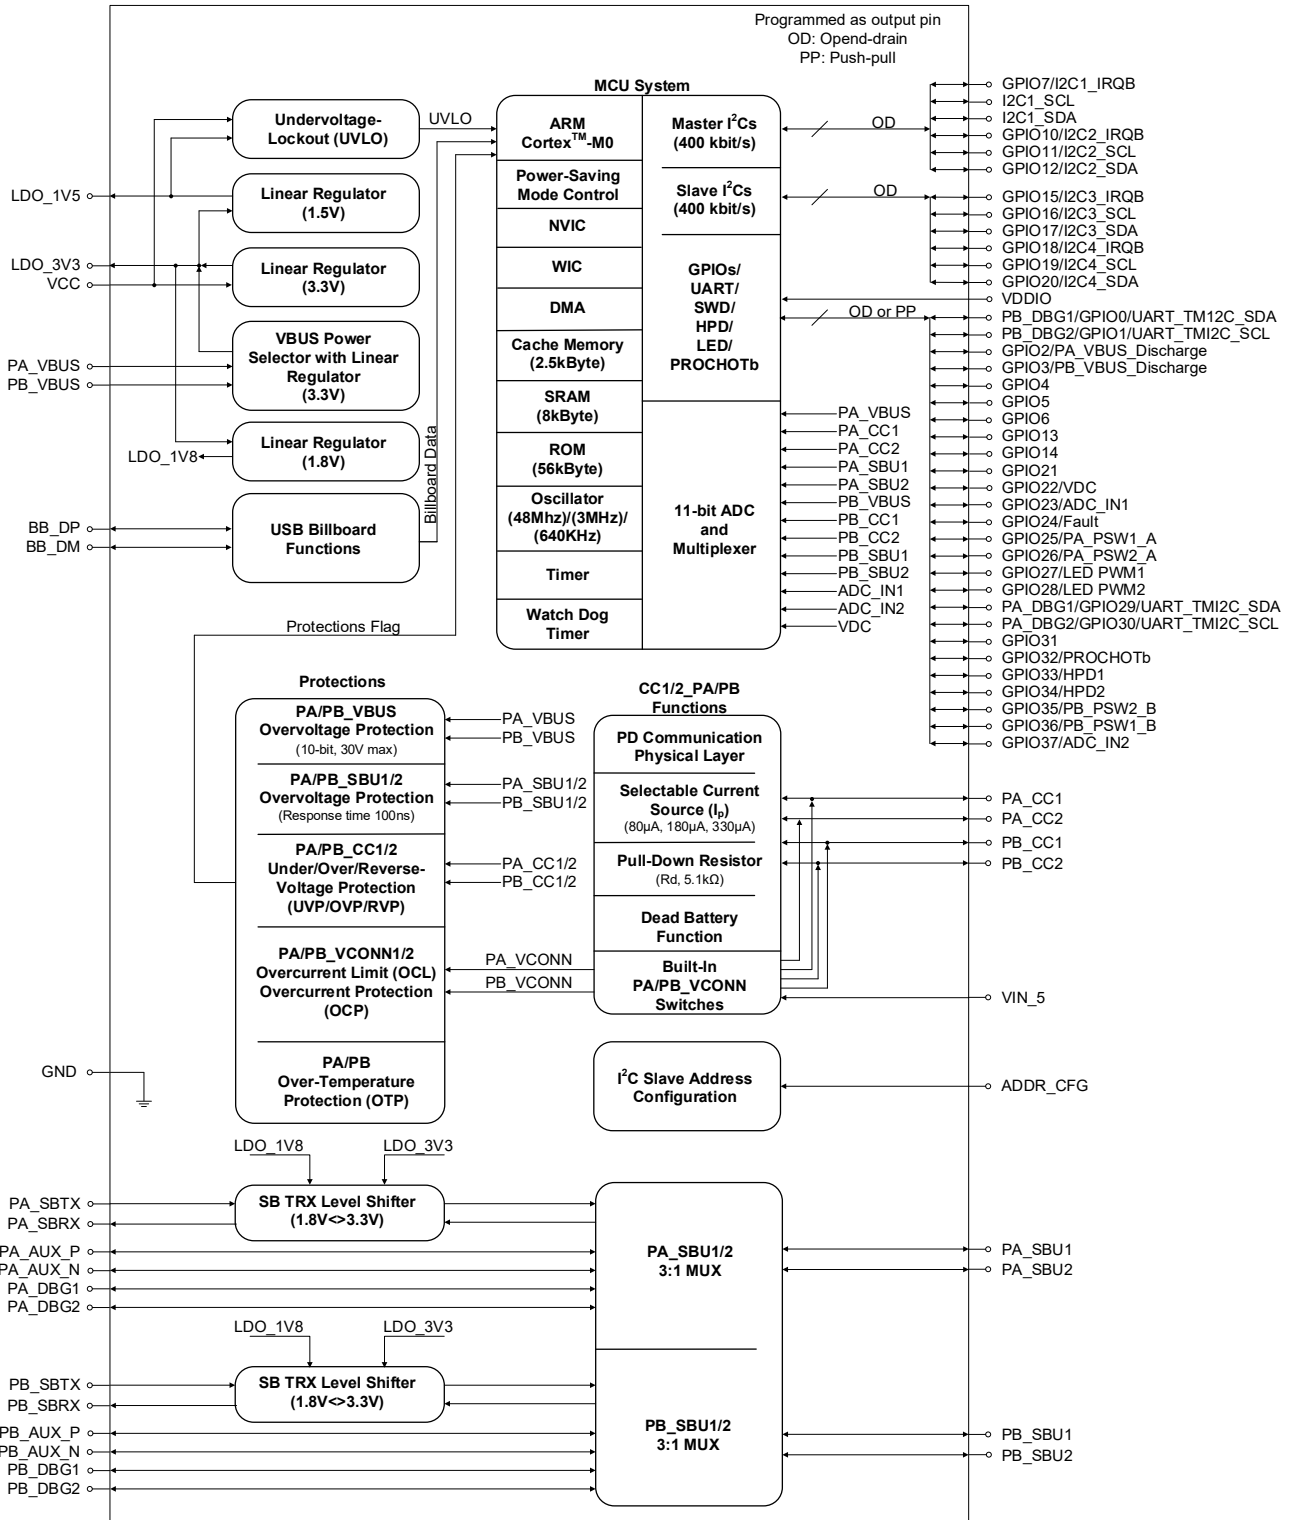 Programmed as output pin
OD: Opend-drain
PP: Push-pull
MCU System
Undervoltage-
Lockout (UVLO)
UVLO
Linear Regulator
(1.5V)
LDO_1V5
LDO_3V3
VCC
Linear Regulator
(3.3V)
VBUS Power
Selector with Linear
Regulator
(3.3V)
PA_VBUS
PB_VBUS
Linear Regulator
(1.8V)
LDO_1V8
BB_DP
BB_DM
USB Billboard
Functions
Billboard Data
Protections Flag
ARM
Cortex™-M0
Power-Saving
Mode Control
NVIC
WIC
DMA
Cache Memory
(2.5kByte)
SRAM
(8kByte)
ROM
(56kByte)
Oscillator
(48Mhz)/(3MHz)/
(640KHz)
Timer
Watch Dog
Timer
Master I²Cs
(400 kbit/s)
Slave I²Cs
(400 kbit/s)
GPIOs/
UART/
SWD/
HPD/
LED/
PROCHOTb
11-bit ADC
and
Multiplexer
OD
OD
OD or PP
PA_VBUS
PA_CC1
PA_CC2
PA_SBU1
PA_SBU2
PB_VBUS
PB_CC1
PB_CC2
PB_SBU1
PB_SBU2
ADC_IN1
ADC_IN2
VDC
GPIO7/I2C1_IRQB
I2C1_SCL
I2C1_SDA
GPIO10/I2C2_IRQB
GPIO11/I2C2_SCL
GPIO12/I2C2_SDA
GPIO15/I2C3_IRQB
GPIO16/I2C3_SCL
GPIO17/I2C3_SDA
GPIO18/I2C4_IRQB
GPIO19/I2C4_SCL
GPIO20/I2C4_SDA
VDDIO
PB_DBG1/GPIO0/UART_TM12C_SDA
PB_DBG2/GPIO1/UART_TMI2C_SCL
GPIO2/PA_VBUS_Discharge
GPIO3/PB_VBUS_Discharge
GPIO4
GPIO5
GPIO6
GPIO13
GPIO14
GPIO21
GPIO22/VDC
GPIO23/ADC_IN1
GPIO24/Fault
GPIO25/PA_PSW1_A
GPIO26/PA_PSW2_A
GPIO27/LED PWM1
GPIO28/LED PWM2
PA_DBG1/GPIO29/UART_TMI2C_SDA
PA_DBG2/GPIO30/UART_TMI2C_SCL
GPIO31
GPIO32/PROCHOTb
GPIO33/HPD1
GPIO34/HPD2
GPIO35/PB_PSW2_B
GPIO36/PB_PSW1_B
GPIO37/ADC_IN2
Protections
PA/PB_VBUS
Overvoltage Protection
(10-bit, 30V max)
PA/PB_SBU1/2
Overvoltage Protection
(Response time 100ns)
PA/PB_CC1/2
Under/Over/Reverse-
Voltage Protection
(UVP/OVP/RVP)
PA/PB_VCONN1/2
Overcurrent Limit (OCL)
Overcurrent Protection
(OCP)
PA/PB
Over-Temperature
Protection (OTP)
PA_VBUS
PB_VBUS
PA_SBU1/2
PB_SBU1/2
PA_CC1/2
PB_CC1/2
PA_VCONN
PB_VCONN
CC1/2_PA/PB
Functions
PD Communication
Physical Layer
Selectable Current
Source (Ip)
(80μA, 180μA, 330μA)
Pull-Down Resistor
(Rd, 5.1kΩ)
Dead Battery
Function
Built-In
PA/PB_VCONN
Switches
PA_CC1
PA_CC2
PB_CC1
PB_CC2
VIN_5
GND
I²C Slave Address
Configuration
ADDR_CFG
LDO_1V8
LDO_3V3
PA_SBTX
PA_SBRX
SB TRX Level Shifter
(1.8V<>3.3V)
PA_AUX_P
PA_AUX_N
PA_DBG1
PA_DBG2
PA_SBU1/2
3:1 MUX
PA_SBU1
PA_SBU2
LDO_1V8
LDO_3V3
PB_SBTX
PB_SBRX
SB TRX Level Shifter
(1.8V<>3.3V)
PB_AUX_P
PB_AUX_N
PB_DBG1
PB_DBG2
PB_SBU1/2
3:1 MUX
PB_SBU1
PB_SBU2